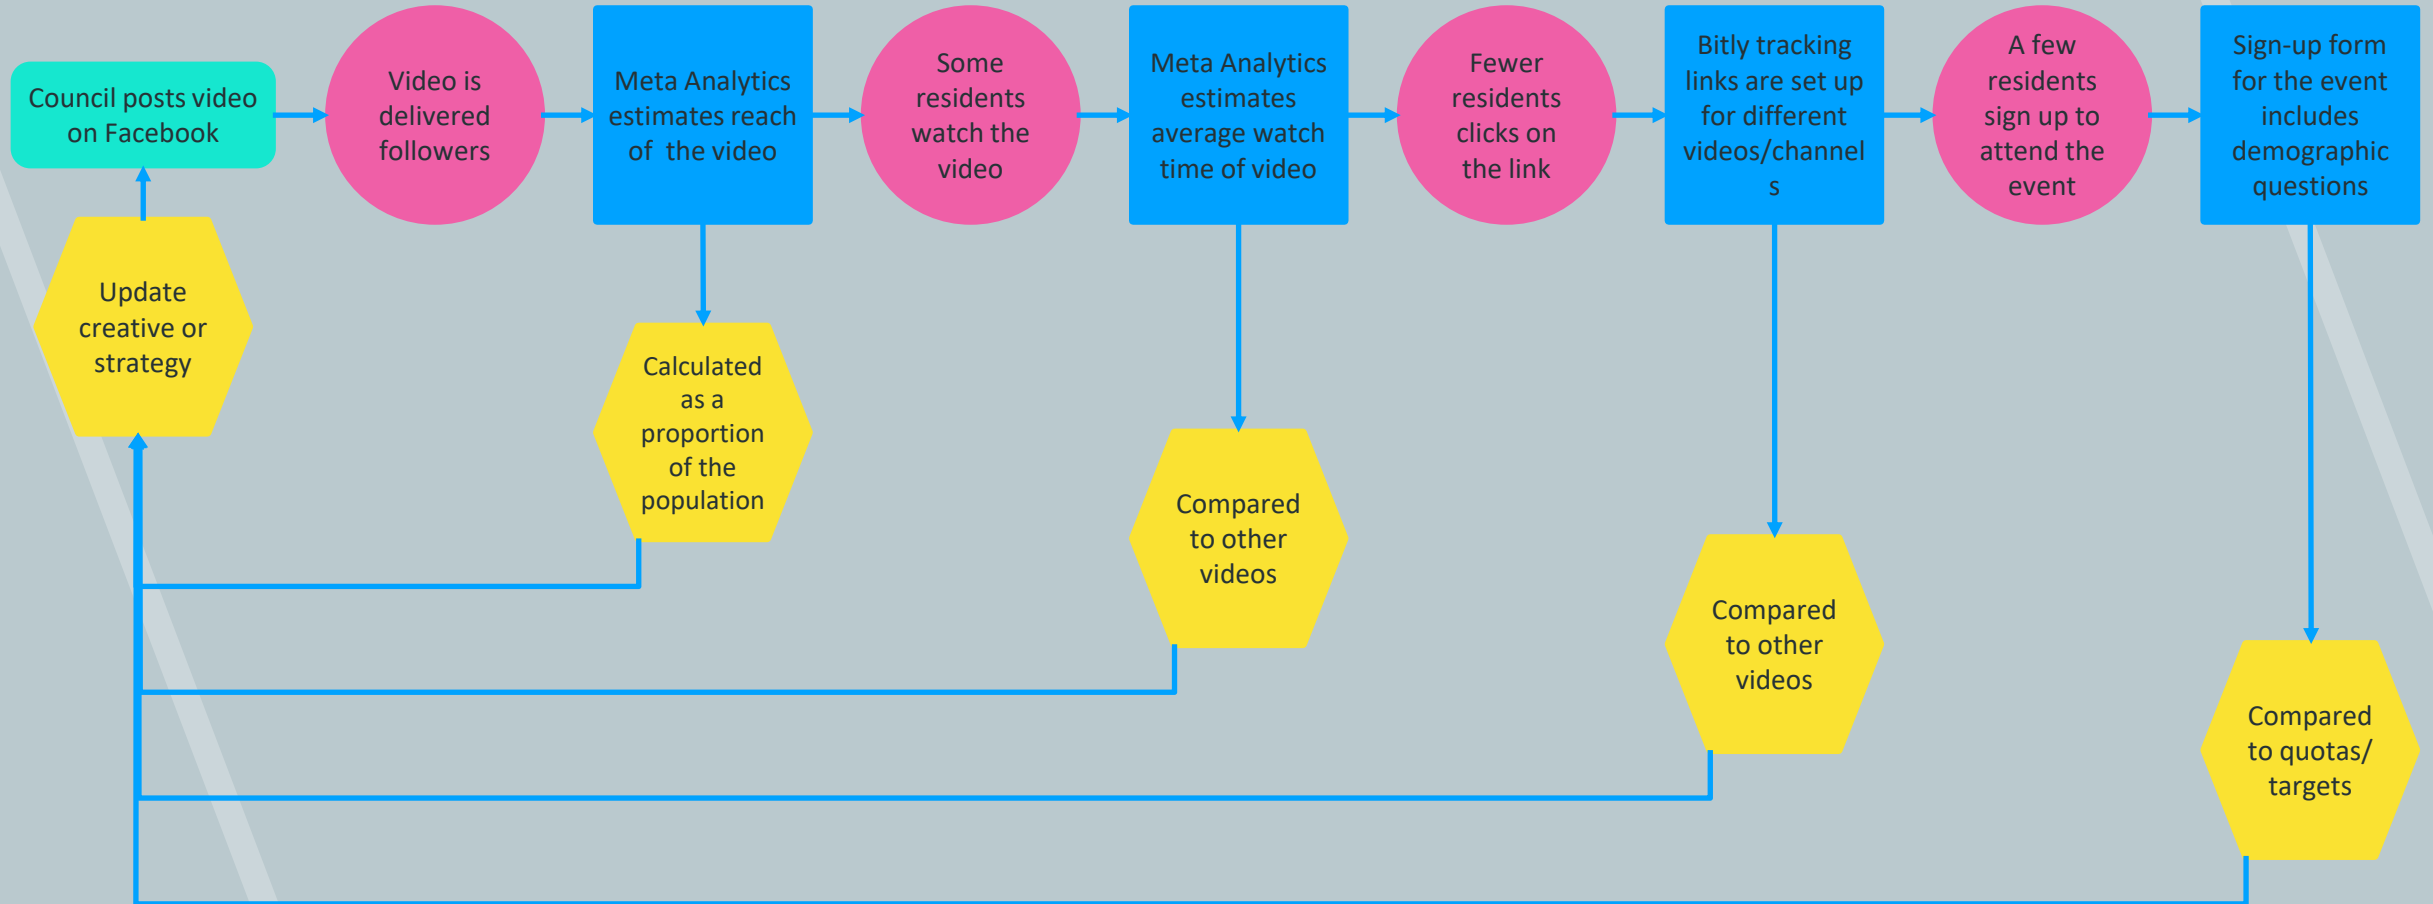 Council posts video
on Facebook
Video is
delivered
followers
Meta Analytics
estimates reach
of the video
Some
residents
watch the
video
Meta Analytics
estimates
average watch
time of video
Fewer
residents
clicks on
the link
Bitly tracking
links are set up
for different
videos/channel
s
A few
residents
sign up to
attend the
event
Sign-up form
for the event
includes
demographic
questions
Update
creative or
strategy
Calculated
as a
proportion
of the
population
Compared
to other
videos
Compared
to other
videos
Compared
to quotas/
targets